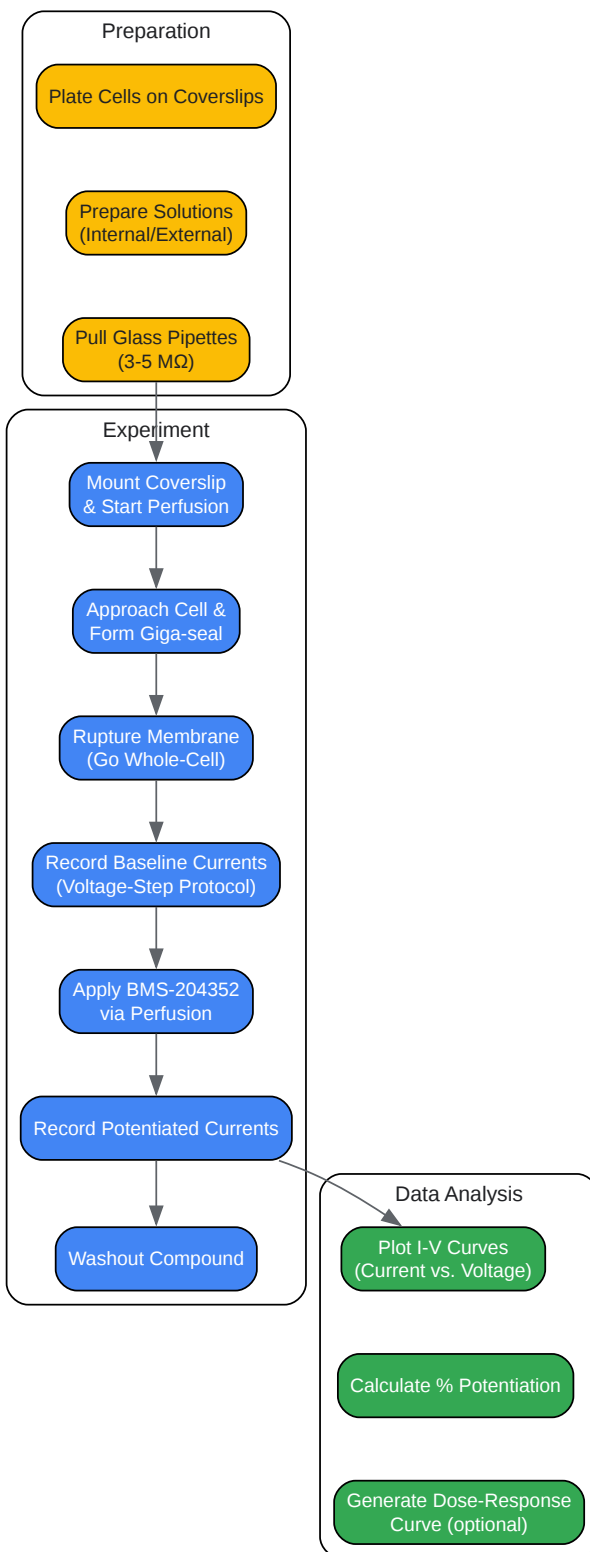 Preparation
Plate Cells on Coverslips
Prepare Solutions
(Internal/External)
Pull Glass Pipettes
(3-5 MΩ)
Experiment
Mount Coverslip
& Start Perfusion
Approach Cell &
Form Giga-seal
Rupture Membrane
(Go Whole-Cell)
Record Baseline Currents
(Voltage-Step Protocol)
Apply BMS-204352
via Perfusion
Record Potentiated Currents
Washout Compound
Data Analysis
Plot I-V Curves
(Current vs. Voltage)
Calculate % Potentiation
Generate Dose-Response
Curve (optional)